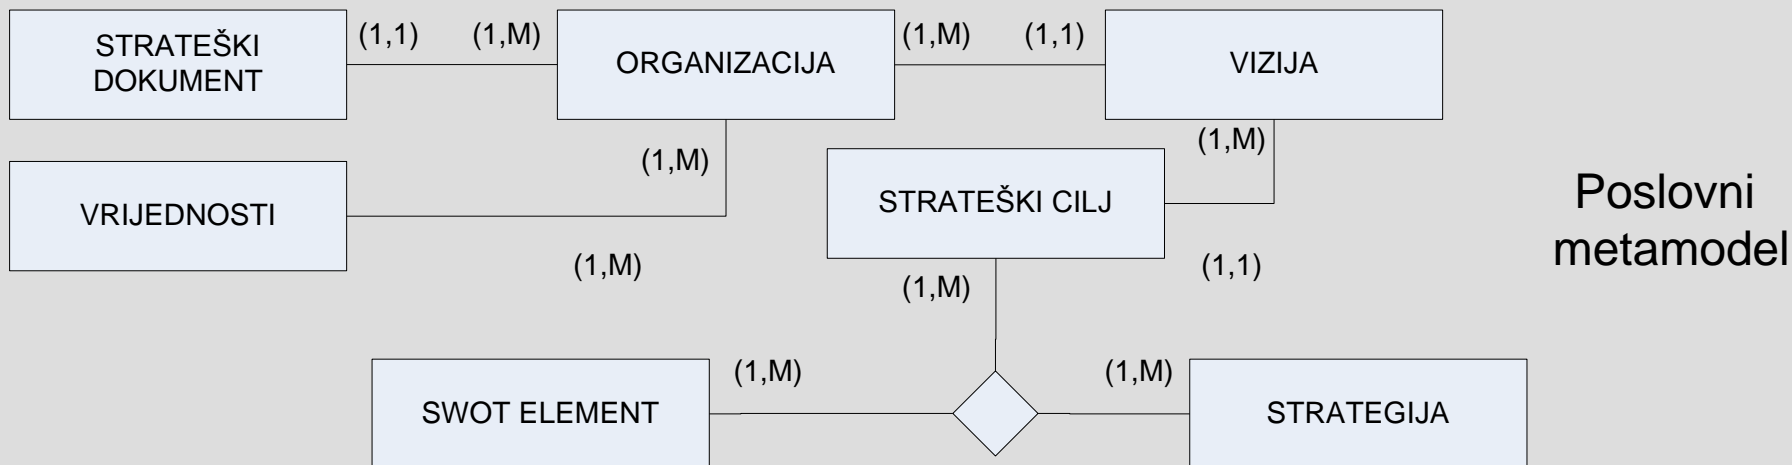 STRATEŠKI
DOKUMENT
(1,1)
(1,M)
ORGANIZACIJA
(1,M)
(1,1)
VIZIJA
(1,M)
(1,M)
VRIJEDNOSTI
STRATEŠKI CILJ
Poslovni
metamodel
(1,M)
(1,M)
(1,1)
SWOT ELEMENT
(1,M)
(1,M)
STRATEGIJA